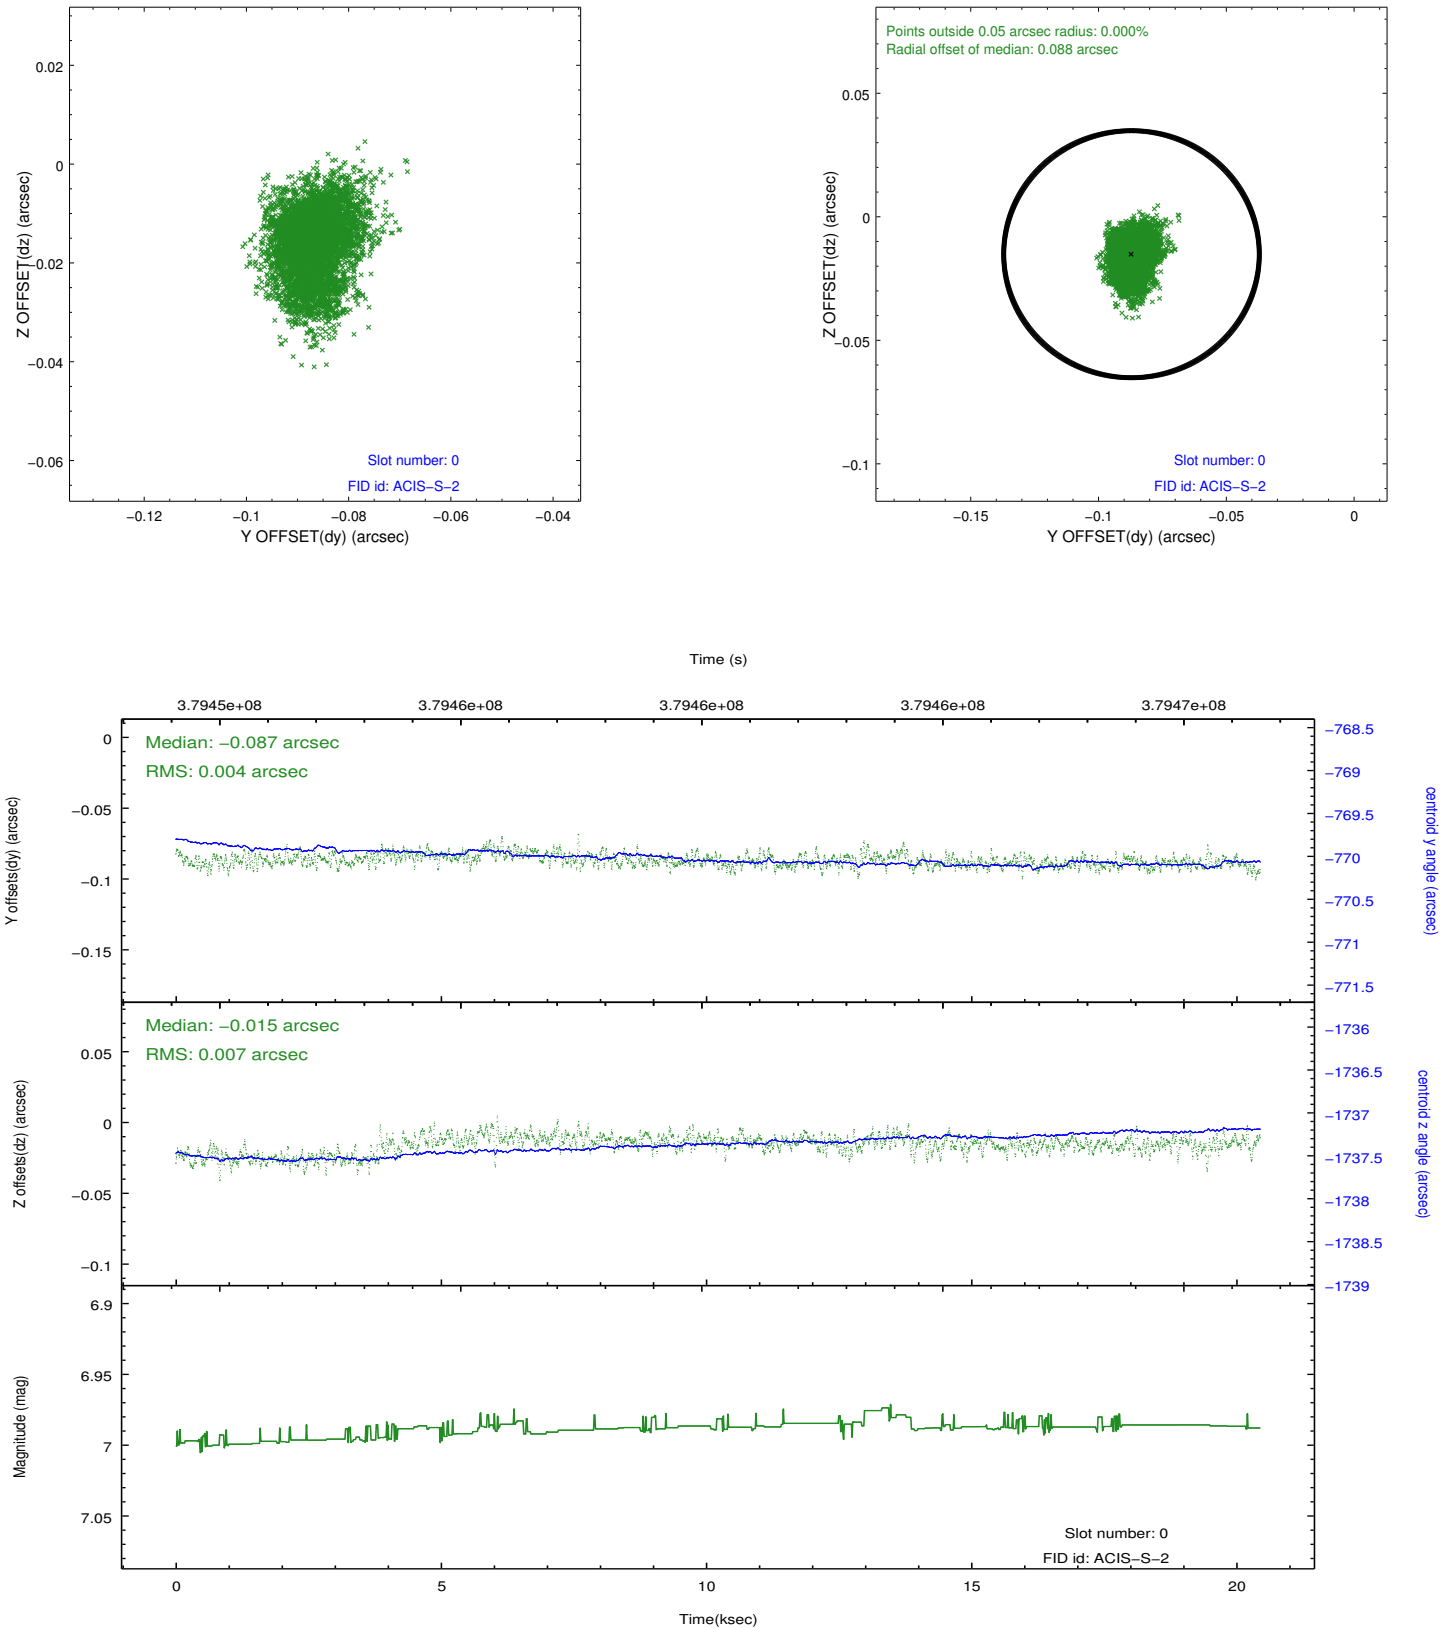 0.02
0
−0.02
−0.04
−0.06
Z OFFSET(dz) (arcsec)
Slot number: 0
FID id: ACIS−S−2
−0.12
−0.1
−0.08
−0.06
−0.04
Y OFFSET(dy) (arcsec)
Points outside 0.05 arcsec radius: 0.000%
Radial offset of median: 0.088 arcsec
0.05
0
−0.05
−0.1
Z OFFSET(dz) (arcsec)
Slot number: 0
FID id: ACIS−S−2
−0.15
−0.1
−0.05
0
Y OFFSET(dy) (arcsec)
Time (s)
3.7945e+08
3.7946e+08
3.7946e+08
3.7946e+08
3.7947e+08
Median: −0.087 arcsec
RMS: 0.004 arcsec
0
−0.05
−0.1
−0.15
Y offsets(dy) (arcsec)
−768.5
−769
−769.5
−770
−770.5
−771
−771.5
centroid y angle (arcsec)
Median: −0.015 arcsec
RMS: 0.007 arcsec
0.05
0
−0.05
−0.1
Z offsets(dz) (arcsec)
−1736
−1736.5
−1737
−1737.5
−1738
−1738.5
−1739
centroid z angle (arcsec)
6.9
6.95
7
7.05
Magnitude (mag)
Slot number: 0
FID id: ACIS−S−2
0
5
10
15
20
Time(ksec)